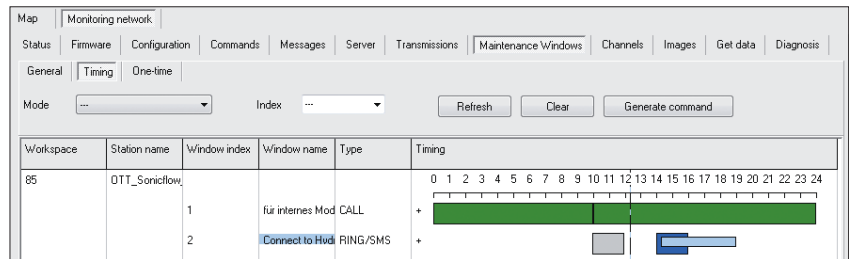 Map Monitoring network
Status Firmware Configuration Commands Messages Server Transmissions Maintenance Windows Channels Images Get data Diagnosis
General Timing One-time
Mode --- Index --- Refresh Clear Generate command
Workspace Station name Window index Window name Type Timing
85 OTT_Sonicflow_ 0 1 2 3 4 5 6 7 8 9 10 11 12 13 14 15 16 17 18 19 20 21 22 23 24
1 für internes Mod CALL +
2 Connect to Hydr RING/SMS +